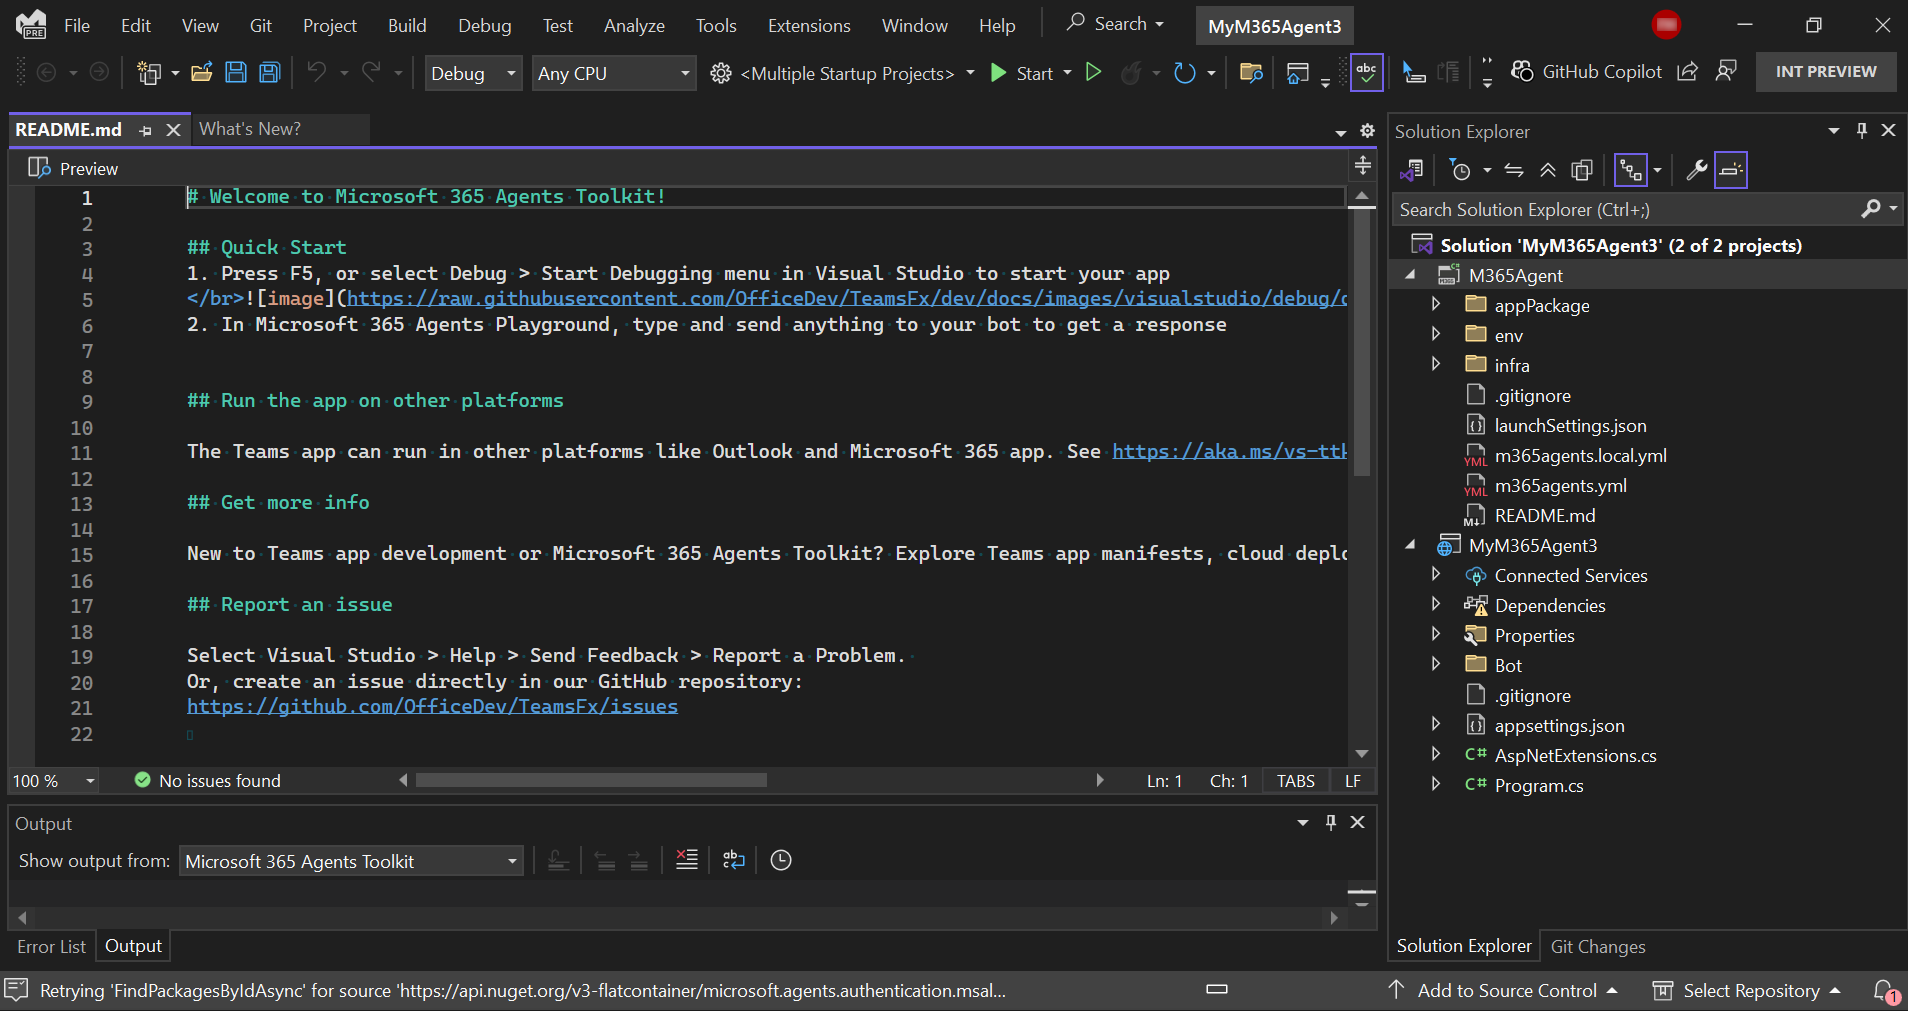 PRE File Edit View Git Project Build Debug Test Analyze Tools Extensions Window Help Search MyM365Agent3
Debug Any CPU <Multiple Startup Projects> Start abc GitHub Copilot INT PREVIEW
README.md What's New?
Preview
1 # Welcome to Microsoft 365 Agents Toolkit!
2
3 ## Quick Start
4 1. Press F5, or select Debug > Start Debugging menu in Visual Studio to start your app
5 </br>![image](https://raw.githubusercontent.com/OfficeDev/TeamsFx/dev/docs/images/visualstudio/debug/
6 2. In Microsoft 365 Agents Playground, type and send anything to your bot to get a response
7
8
9 ## Run the app on other platforms
10
11 The Teams app can run in other platforms like Outlook and Microsoft 365 app. See https://aka.ms/vs-ttk
12
13 ## Get more info
14
15 New to Teams app development or Microsoft 365 Agents Toolkit? Explore Teams app manifests, cloud deplo
16
17 ## Report an issue
18
19 Select Visual Studio > Help > Send Feedback > Report a Problem.
20 Or, create an issue directly in our GitHub repository:
21 https://github.com/OfficeDev/TeamsFx/issues
22
100 % No issues found Ln: 1 Ch: 1 TABS LF
Output
Show output from: Microsoft 365 Agents Toolkit
Error List Output
Solution Explorer
Search Solution Explorer (Ctrl+;)
Solution 'MyM365Agent3' (2 of 2 projects)
M365Agent
appPackage
env
infra
.gitignore
launchSettings.json
YML m365agents.local.yml
YML m365agents.yml
README.md
MyM365Agent3
Connected Services
Dependencies
Properties
Bot
.gitignore
appsettings.json
C# AspNetExtensions.cs
C# Program.cs
Solution Explorer Git Changes
Retrying 'FindPackagesByIdAsync' for source 'https://api.nuget.org/v3-flatcontainer/microsoft.agents.authentication.msal... Add to Source Control Select Repository 1